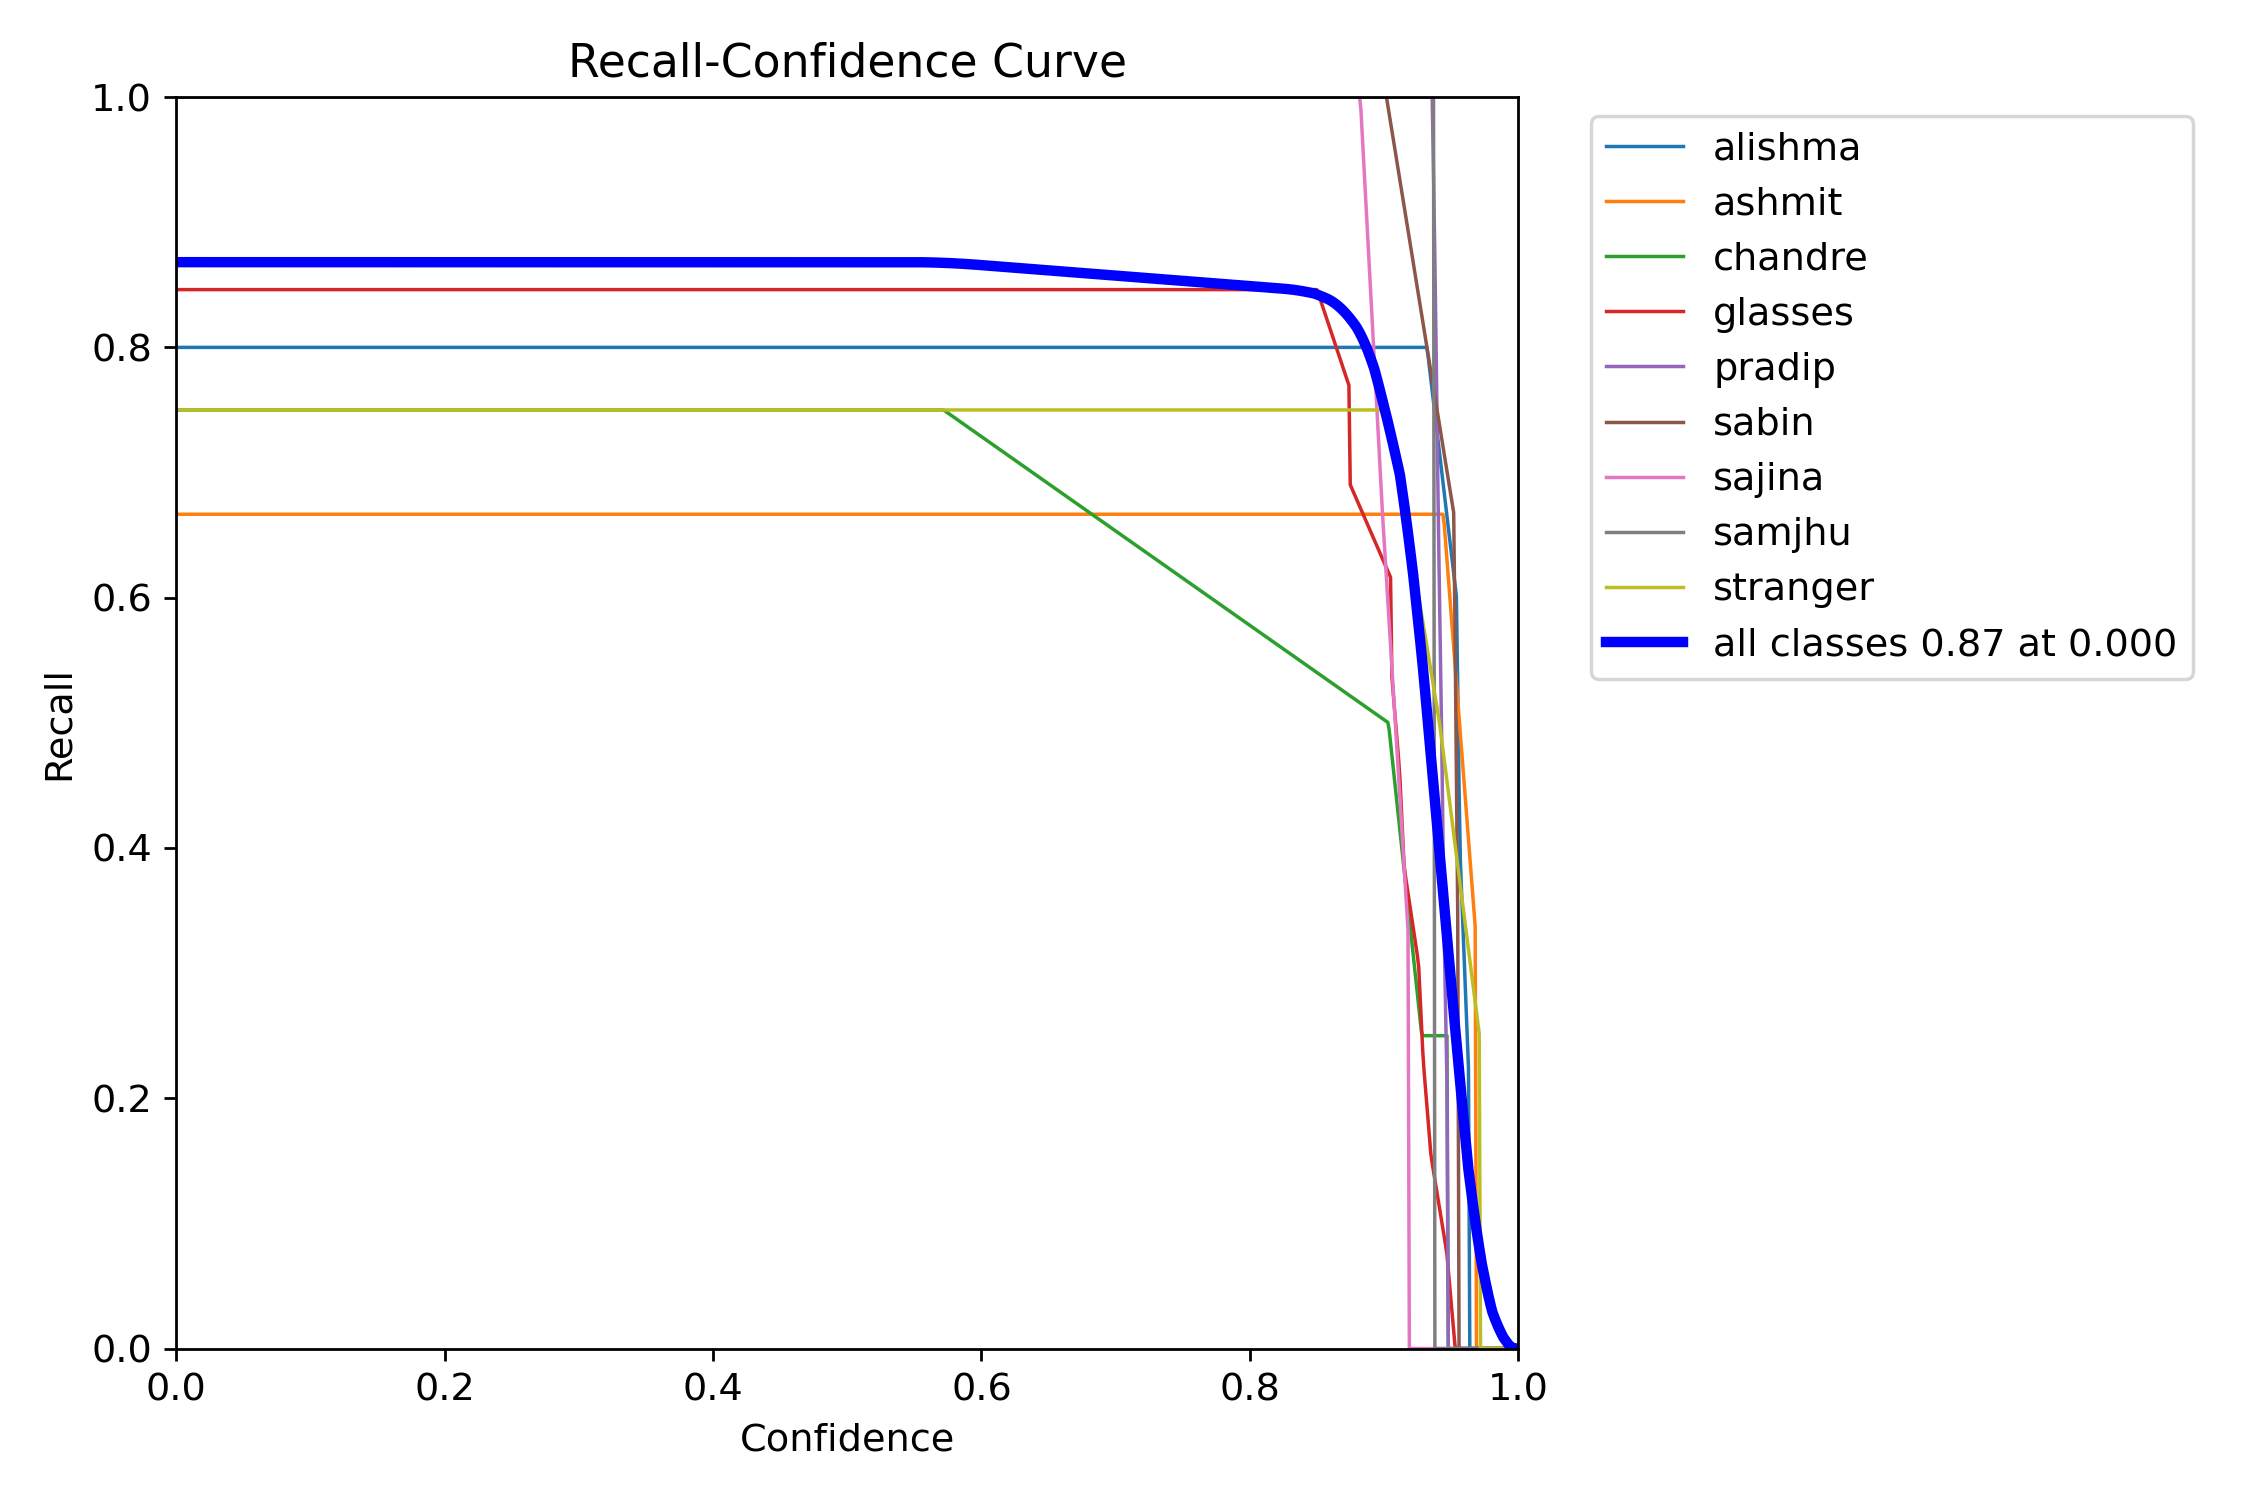 Recall-Confidence Curve
1.0
0.8
0.6
0.4
0.2
0.0
Recall
0.0 0.2 0.4 0.6 0.8 1.0
Confidence
alishma
ashmit
chandre
glasses
pradip
sabin
sajina
samjhu
stranger
all classes 0.87 at 0.000